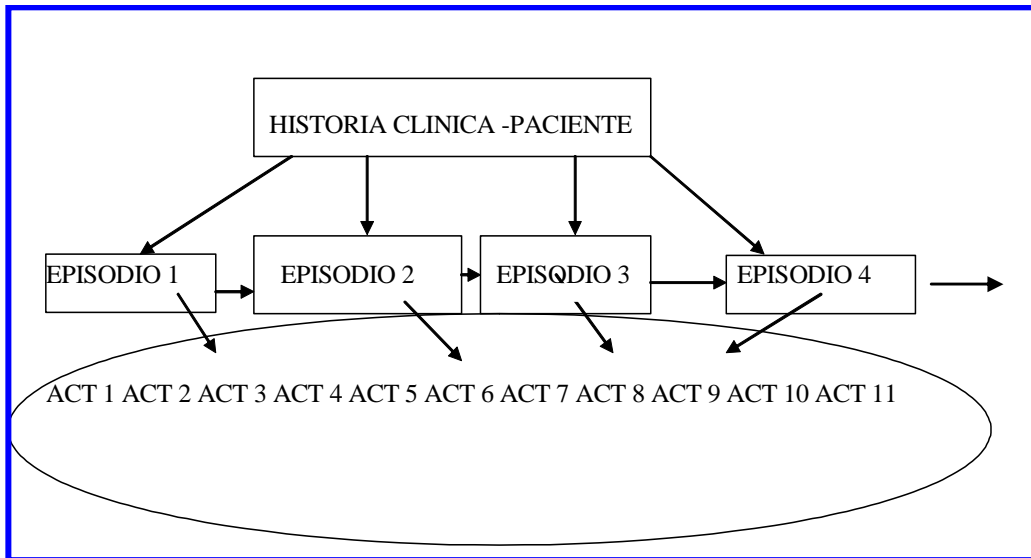 HISTORIA CLINICA -PACIENTE
EPISODIO 1
EPISODIO 2
EPISODIO 3
EPISODIO 4
ACT 1 ACT 2 ACT 3 ACT 4 ACT 5 ACT 6 ACT 7 ACT 8 ACT 9 ACT 10 ACT 11